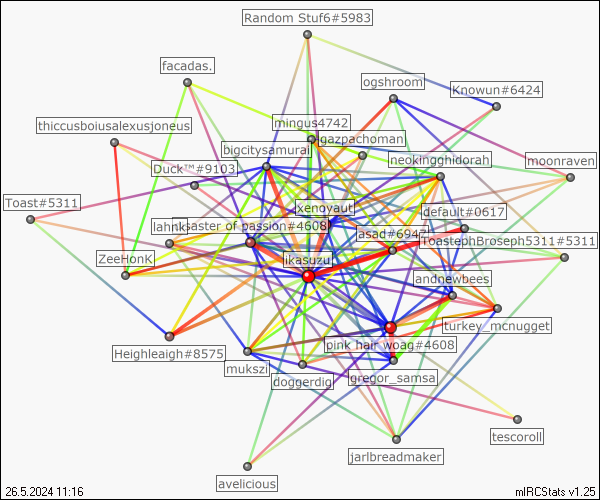 Random Stuf6#5983
facadas.
ogshroom
Knowun#6424
mingus4742
thiccusboiusalexusjoneus
gazpachoman
bigcitysamurai
neokingghidorah
Duck™#9103
moonraven
Toast#5311
xenoyaut
default#0617
lahnk
saster of passion#4608
asad#6942
ToastephBroseph5311#5311
ZeeHonK
ikasuzu
andnewbees
turkey_mcnugget
pink hair woag#4608
Heighleaigh#8575
mukszi
doggerdig
gregor_samsa
tescoroll
jarlbreadmaker
avelicious
26.5.2024 11:16
mIRCStats v1.25